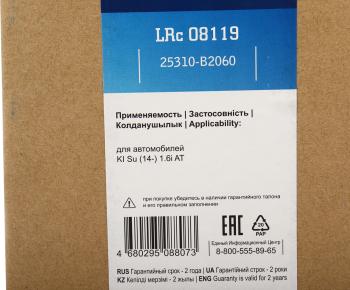 LRc 08119
25310-B2060
Применяемость | Застосовність |
Колданушылык | Applicability:
для автомобилей
KI Su (14-) 1.6i AT
при покупке убедитесь в наличии гарантийного талона
и его правильном заполнении
EAC
20
PAP
4 680295 088073
Единый Информационный Центр
8-800-555-89-65
RUS Гарантийный срок - 2 года | UA Гарантійний строк - 2 роки
KZ Кепілді мерзімі - 2 жылы | ENG Guaranty is valid for 2 years